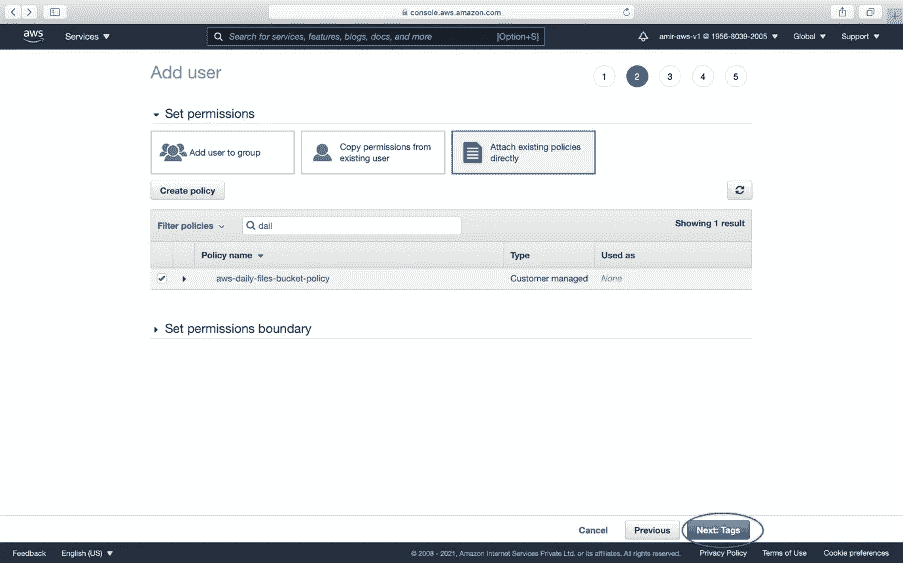 console.aws.amazon.com
aws
Services
Search for services, features, blogs, docs, and more [Option+S]
amir-aws-v1 @ 1956-8039-2005
Global
Support
Add user
1 2 3 4 5
Set permissions
Add user to group
Copy permissions from
existing user
Attach existing policies
directly
Create policy
Filter policies
dail
Showing 1 result
Policy name Type Used as
aws-daily-files-bucket-policy Customer managed None
Set permissions boundary
Cancel Previous Next: Tags
Feedback English (US) © 2008 - 2021, Amazon Internet Services Private Ltd. or its affiliates. All rights reserved. Privacy Policy Terms of Use Cookie preferences